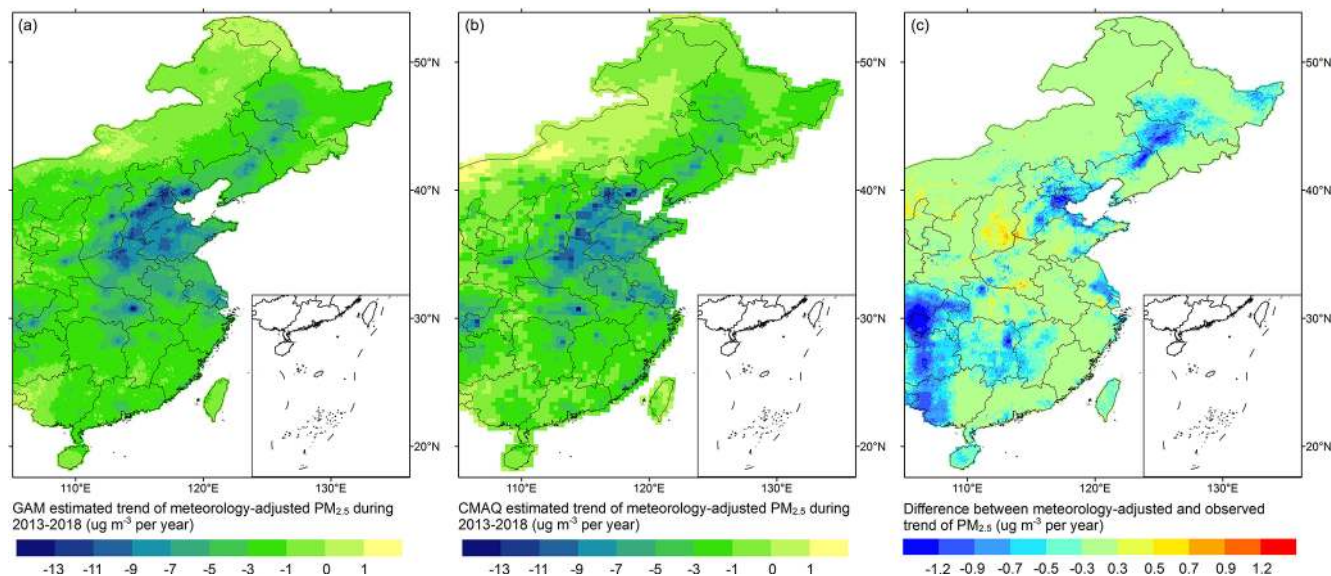 (a)
50°N
40°N
30°N
20°N
110°E 120°E 130°E
GAM estimated trend of meteorology-adjusted PM2.5 during
2013-2018 (ug m-3 per year)
-13 -11 -9 -7 -5 -3 -1 0 1
(b)
50°N
40°N
30°N
20°N
110°E 120°E 130°E
CMAQ estimated trend of meteorology-adjusted PM2.5 during
2013-2018 (ug m-3 per year)
-13 -11 -9 -7 -5 -3 -1 0 1
(c)
50°N
40°N
30°N
20°N
110°E 120°E 130°E
Difference between meteorology-adjusted and observed
trend of PM2.5 (ug m-3 per year)
-1.2 -0.9 -0.7 -0.5 -0.3 0.3 0.5 0.7 0.9 1.2